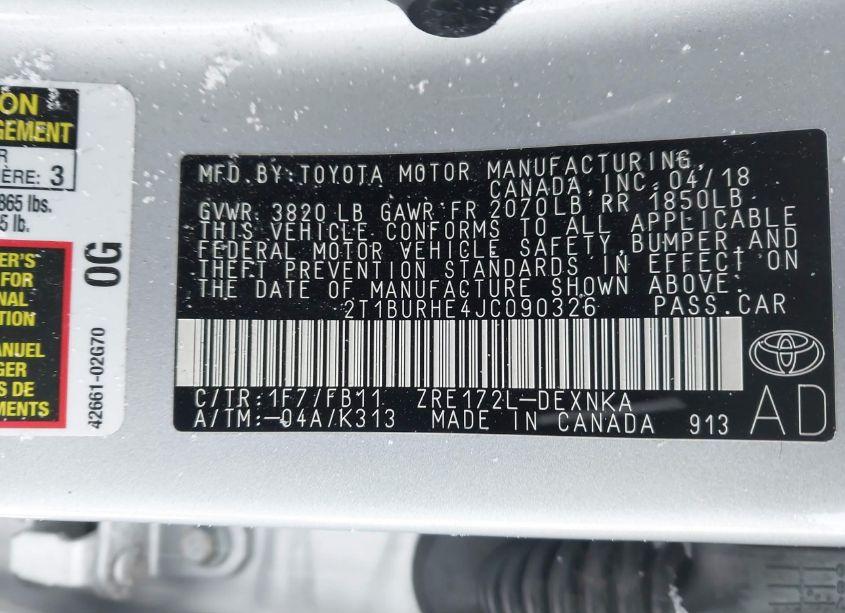 ON
GEMENT
R
ÈRE: 3
865 lbs.
5 lb.
ER'S
FOR
NAL
TION
MANUEL
GER
S DE
MENTS
0G
42661-02G70
MFD. BY: TOYOTA MOTOR MANUFACTURING,
CANADA, INC. 04/18
GVWR: 3820 LB GAWR FR 2070LB RR 1850LB
THIS VEHICLE CONFORMS TO ALL APPLICABLE
FEDERAL MOTOR VEHICLE SAFETY, BUMPER, AND
THEFT PREVENTION STANDARDS IN EFFECT ON
THE DATE OF MANUFACTURE SHOWN ABOVE.
2T1BURHE4JC090326 PASS.CAR
C/TR: 1F7/FB11 ZRE172L-DEXNKA
A/TM:-04A/K313 MADE IN CANADA 913
AD